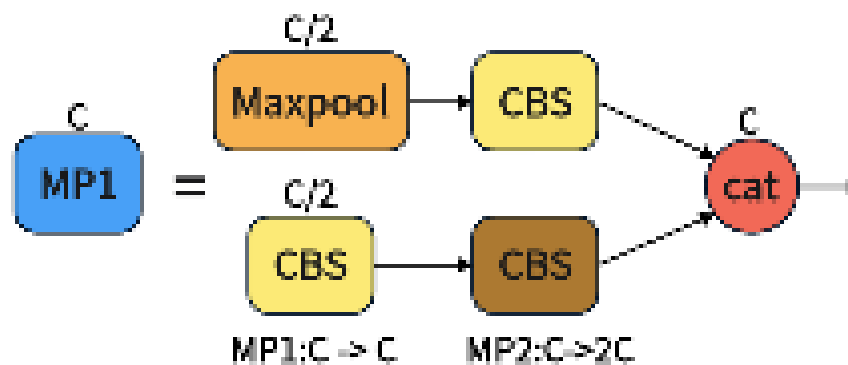 C/2
Maxpool
CBS
C
MP1
=
C
cat
C/2
CBS
CBS
MP1:C -> C
MP2:C->2C